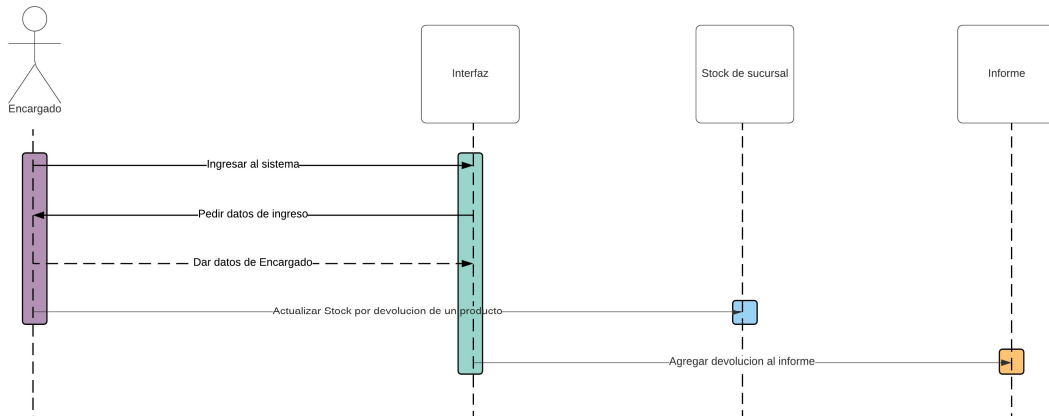 Encargado
Interfaz
Stock de sucursal
Informe
Ingresar al sistema
Pedir datos de ingreso
Dar datos de Encargado
Actualizar Stock por devolucion de un producto
Agregar devolucion al informe